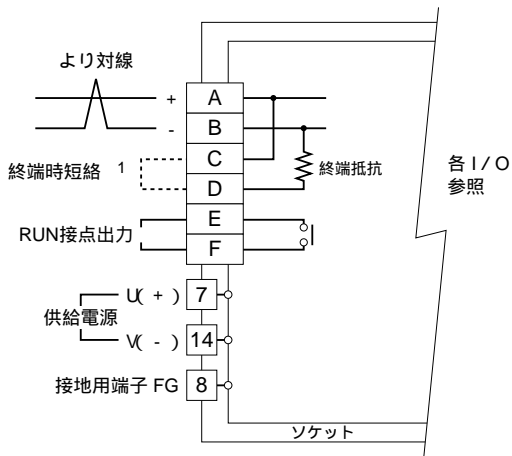 より対線
+
A
-
B
終端時短絡 1
C
D
終端抵抗
各I/O
参照
RUN接点出力
E
F
U( + )
7
供給電源
V( - )
14
接地用端子 FG
8
ソケット